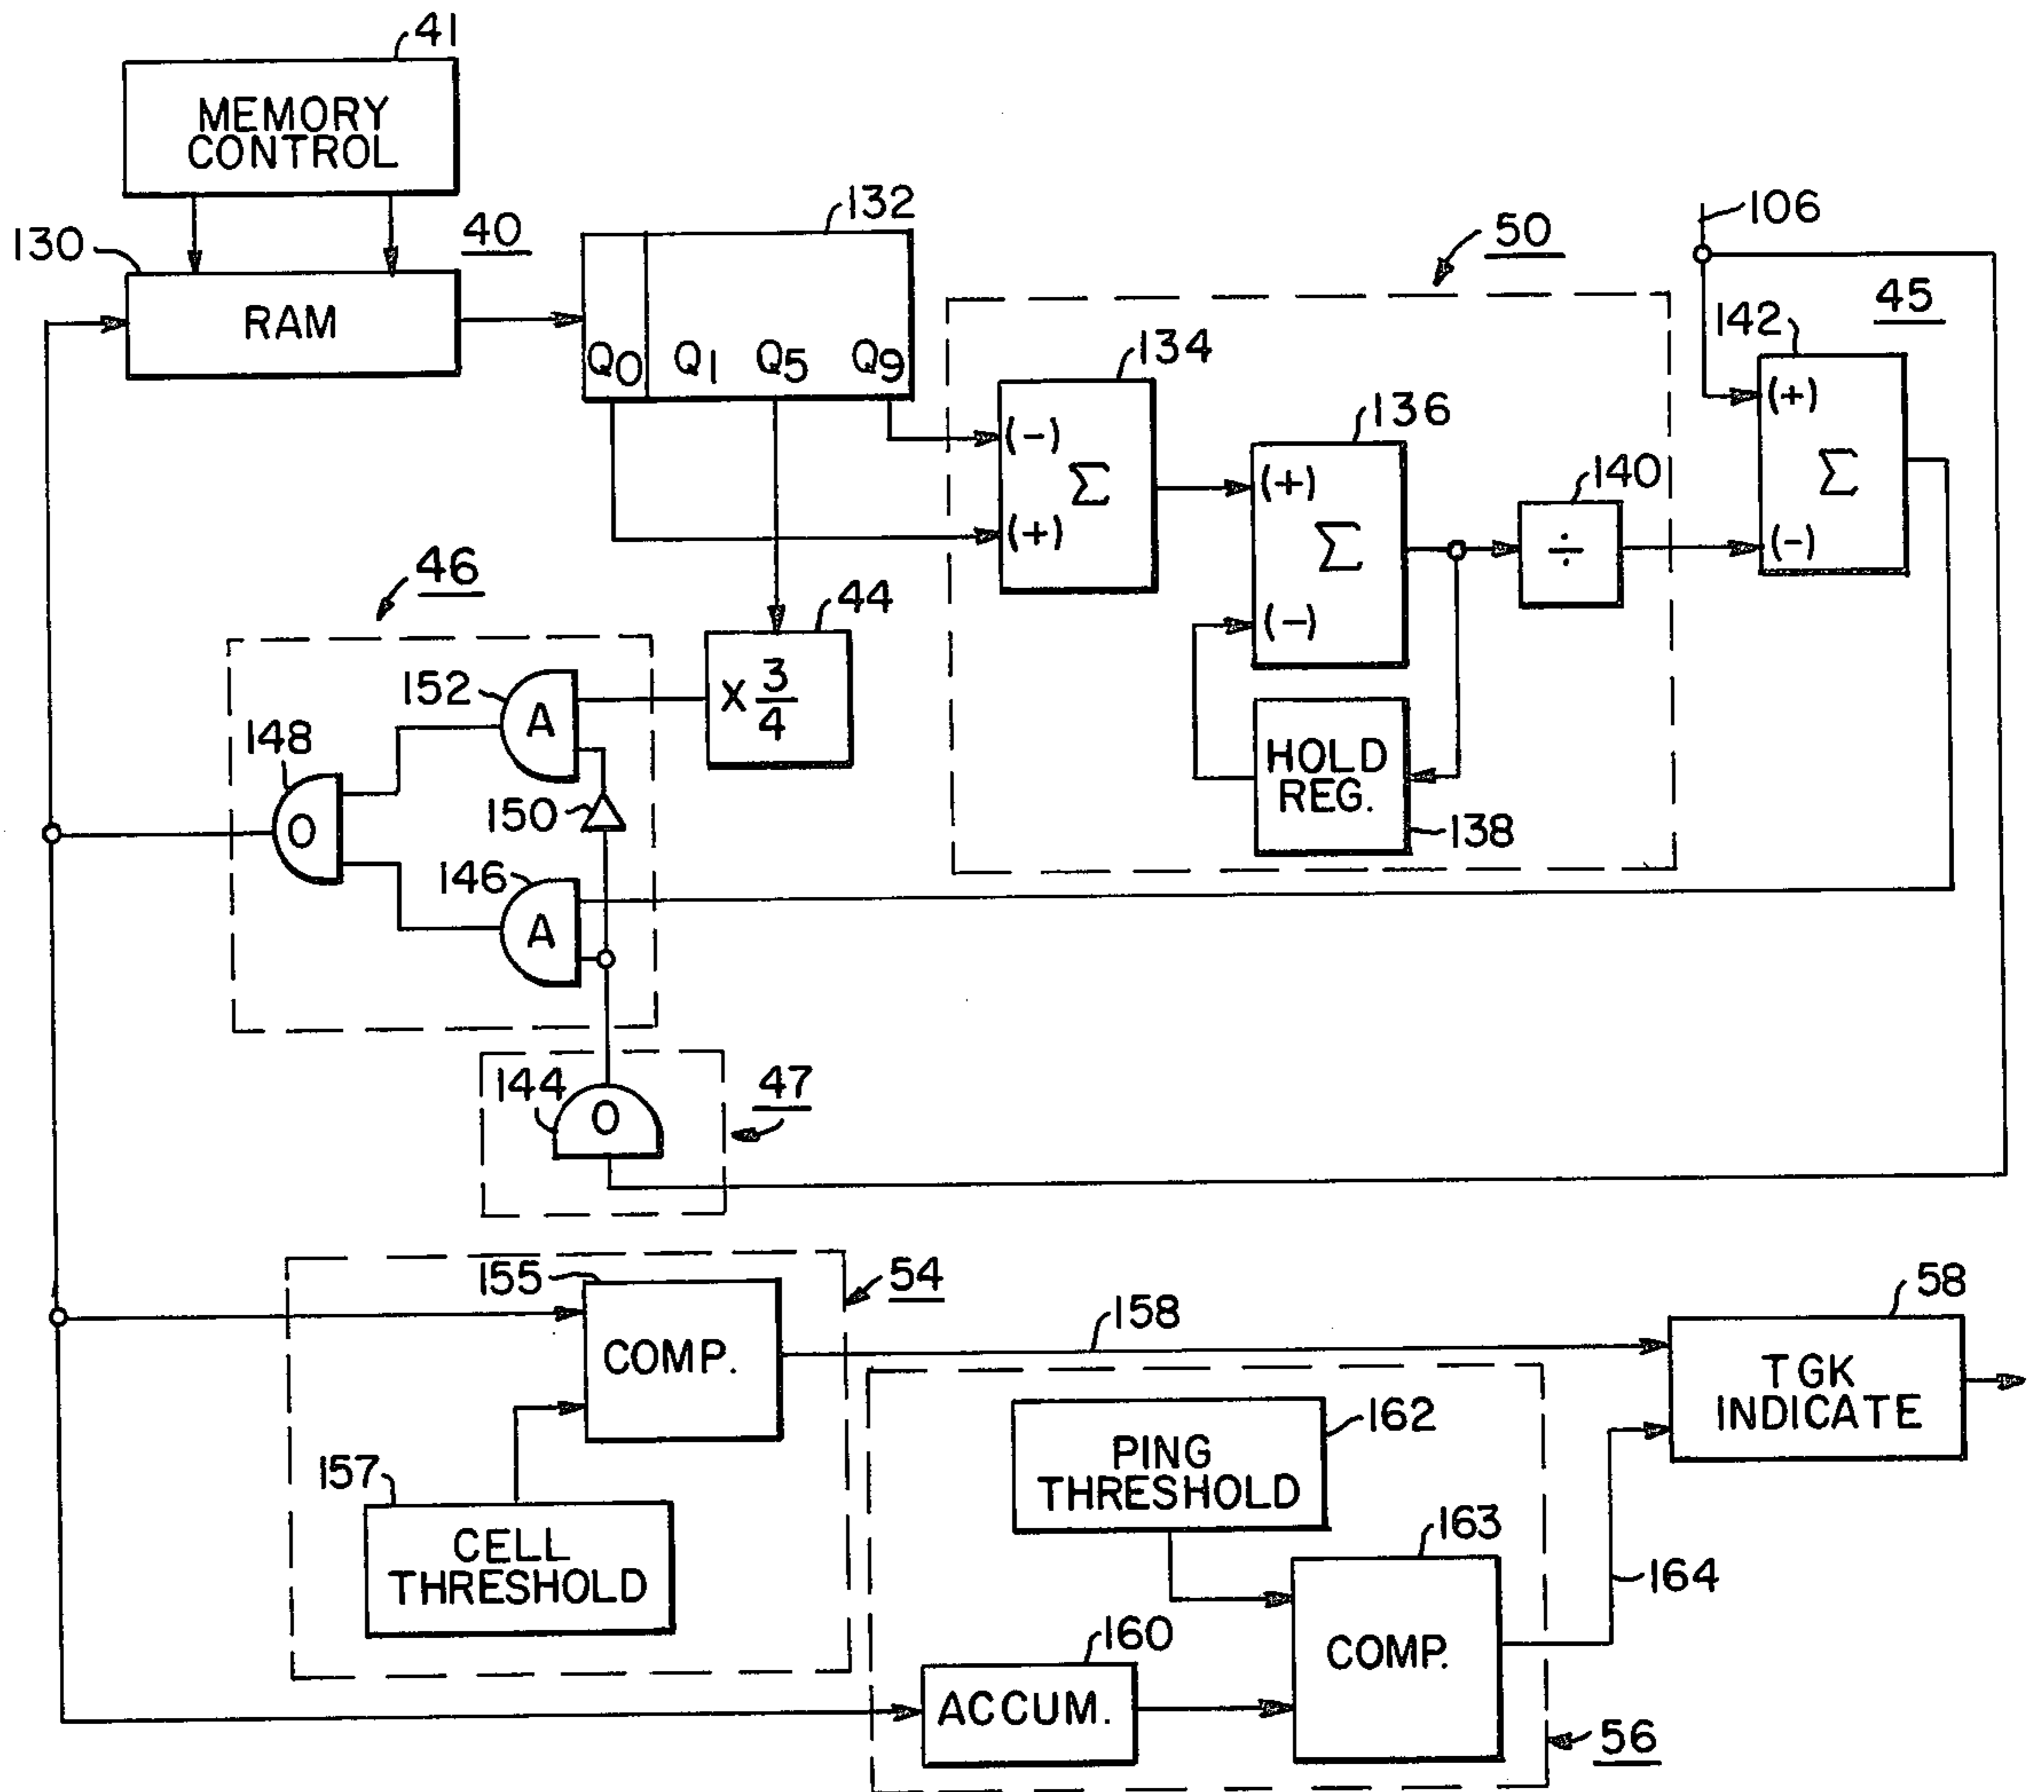 41
MEMORY
CONTROL
130
40
132
106
50
RAM
45
142
134
Q0 Q1 Q5 Q9
(+)
136
(-)
Σ
140
(+)
Σ
(+)
Σ
÷
(-)
46
44
(-)
152
A
X 3/4
148
HOLD
REG.
150
138
O
146
A
144
O
47
155
54
158
58
COMP.
TGK
INDICATE
162
157
PING
THRESHOLD
163
CELL
THRESHOLD
164
160
COMP.
ACCUM.
56